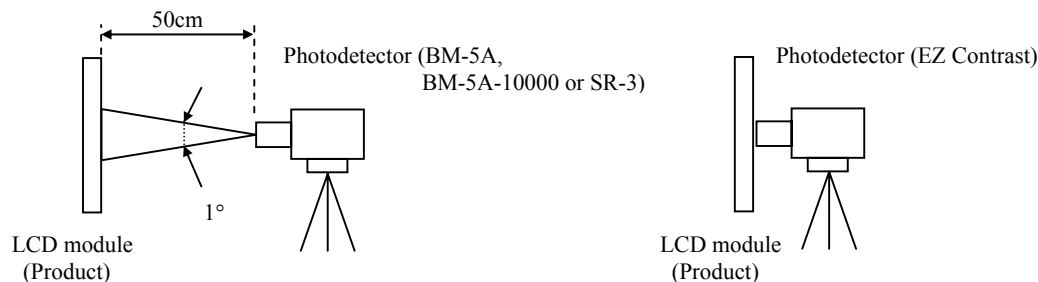 50cm
Photodetector (BM-5A,
BM-5A-10000 or SR-3)
1°
LCD module
(Product)
Photodetector (EZ Contrast)
LCD module
(Product)